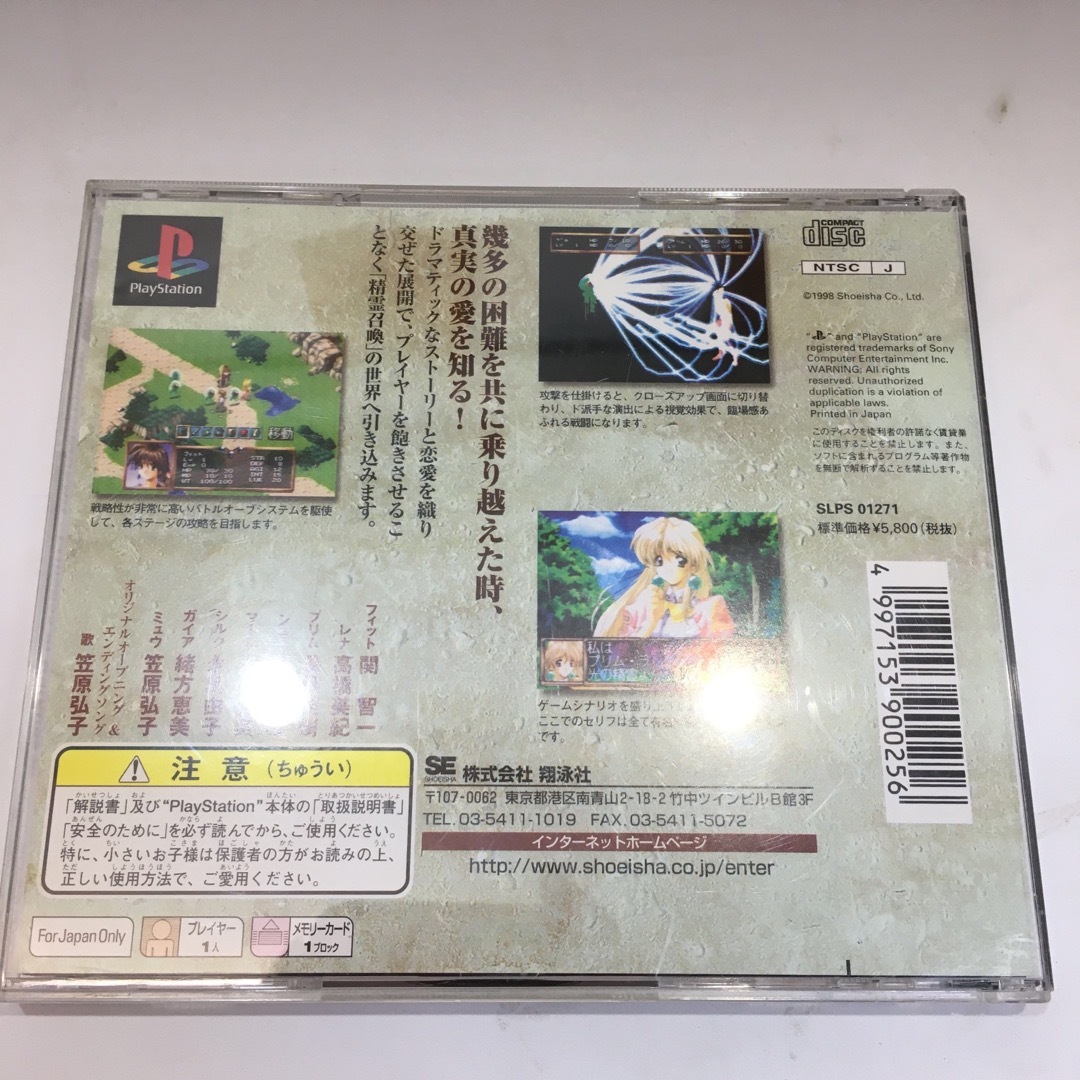 PlayStation
幾多の困難を共に乗り越えた時、
真実の愛を知る!
ドラマティックなストーリーと恋愛を織り
交ぜた展開で、プレイヤーを飽きさせるこ
となく「精霊召喚」の世界へ引き込みます。
移動
フィット
戦略性が非常に高いバトルオーブシステムを駆使
して、各ステージの攻略を目指します。
攻撃を仕掛けると、クローズアップ画面に切り替
わり、ド派手な演出による視覚効果で、臨場感あ
ふれる戦闘になります。
私は
プリム・
光の精霊
ゲームシナリオを盛り上
ここでのセリフは全て有
です。
COMPACT
disc
NTSC J
©1998 Shoeisha Co., Ltd.
" " and "PlayStation" are
registered trademarks of Sony
Computer Entertainment Inc.
WARNING: All rights
reserved. Unauthorized
duplication is a violation of
applicable laws.
Printed in Japan
このディスクを権利者の許諾なく賃貸業
に使用することを禁止します。また、
ソフトに含まれるプログラム等著作物
を無断で解析することを禁止します。
SLPS 01271
標準価格¥5,800(税抜)
4 997153 900256
フィット 関 智一
レナ
ガイア 緒方恵美
ミュウ 笠原弘子
オリジナルオープニング&
エンディングソング
歌 笠原弘子
注意(ちゅうい)
「解説書」及び“PlayStation”本体の「取扱説明書」
「安全のために」を必ず読んでから、ご使用ください。
特に、小さいお子様は保護者の方がお読みの上、
正しい使用方法で、ご愛用ください。
SE SHOEISHA 株式会社 翔泳社
〒107-0062 東京都港区南青山2-18-2 竹中ツインビルB館3F
TEL.03-5411-1019 FAX.03-5411-5072
インターネットホームページ
http://www.shoeisha.co.jp/enter
For Japan Only
プレイヤー
1人
メモリーカード
1ブロック